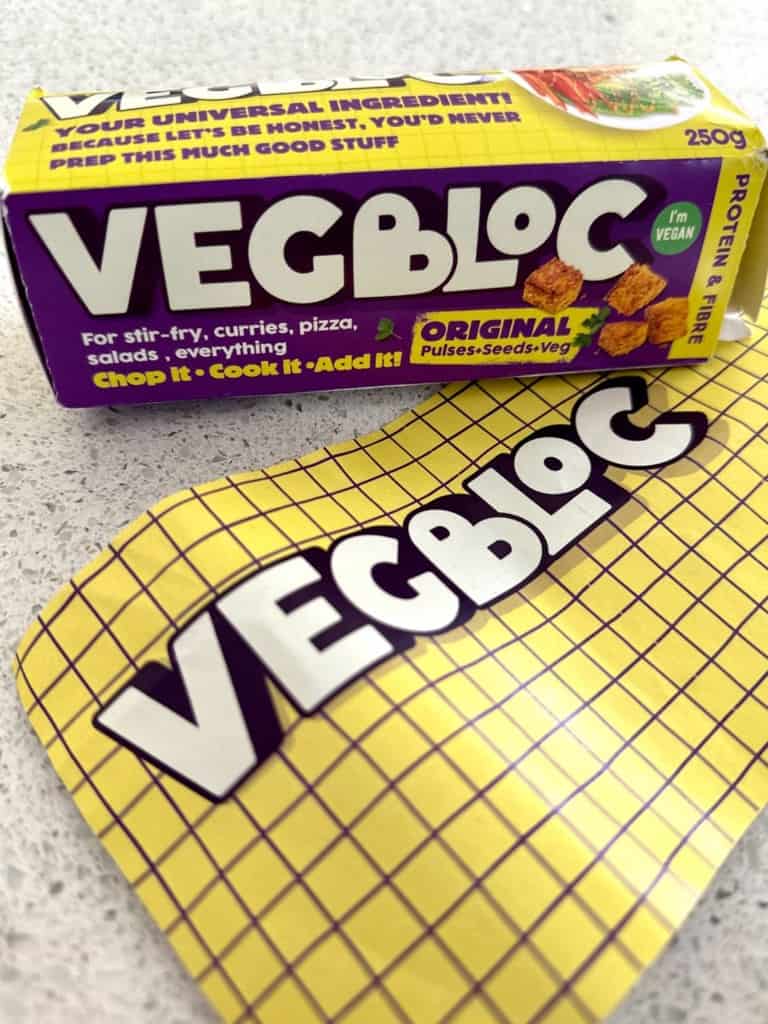 VEGBLOC
YOUR UNIVERSAL INGREDIENT!
BECAUSE LET'S BE HONEST, YOU'D NEVER
PREP THIS MUCH GOOD STUFF
250g
VEGBLOC
I'm
VEGAN
PROTEIN & FIBRE
For stir-fry, curries, pizza,
salads , everything
Chop It • Cook It • Add It!
ORIGINAL
Pulses+Seeds+Veg
VEGBLOC